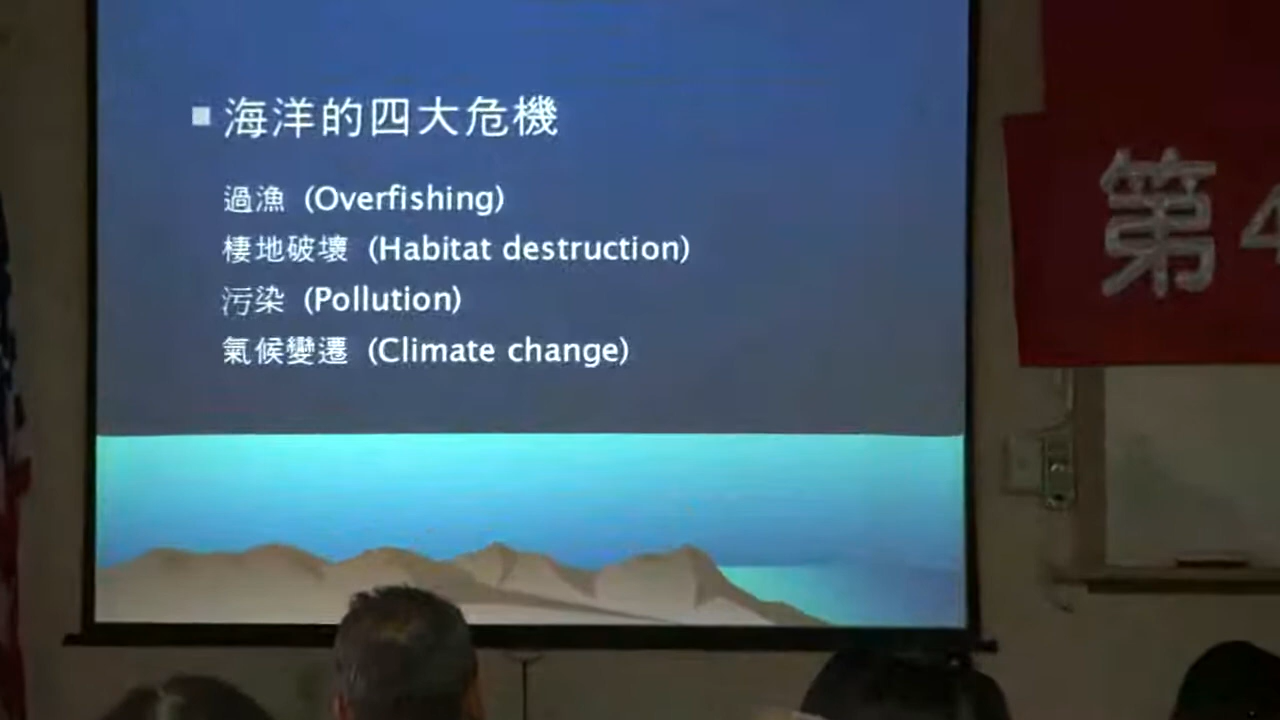 海洋的四大危機
過漁 (Overfishing)
棲地破壞 (Habitat destruction)
污染 (Pollution)
氣候變遷 (Climate change)
第4